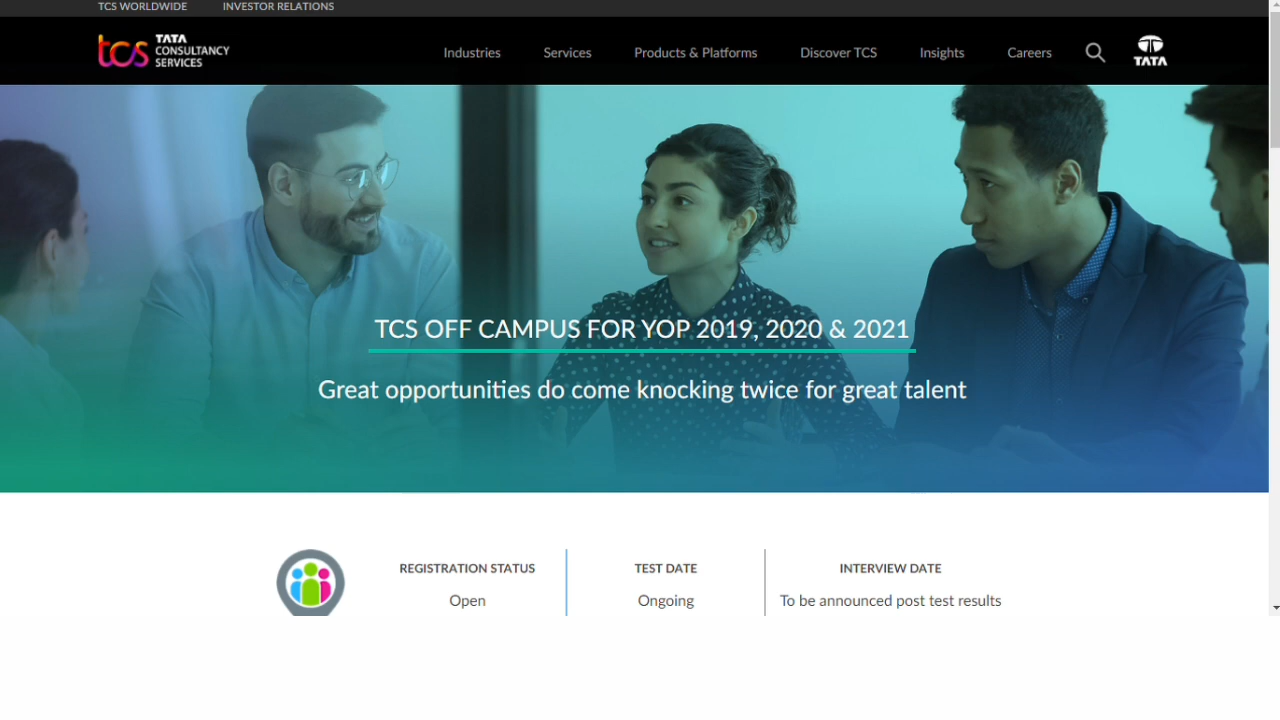 TCS WORLDWIDE INVESTOR RELATIONS
tcs TATA CONSULTANCY SERVICES
Industries Services Products & Platforms Discover TCS Insights Careers
TATA
TCS OFF CAMPUS FOR YOP 2019, 2020 & 2021
Great opportunities do come knocking twice for great talent
REGISTRATION STATUS TEST DATE INTERVIEW DATE
Open Ongoing To be announced post test results